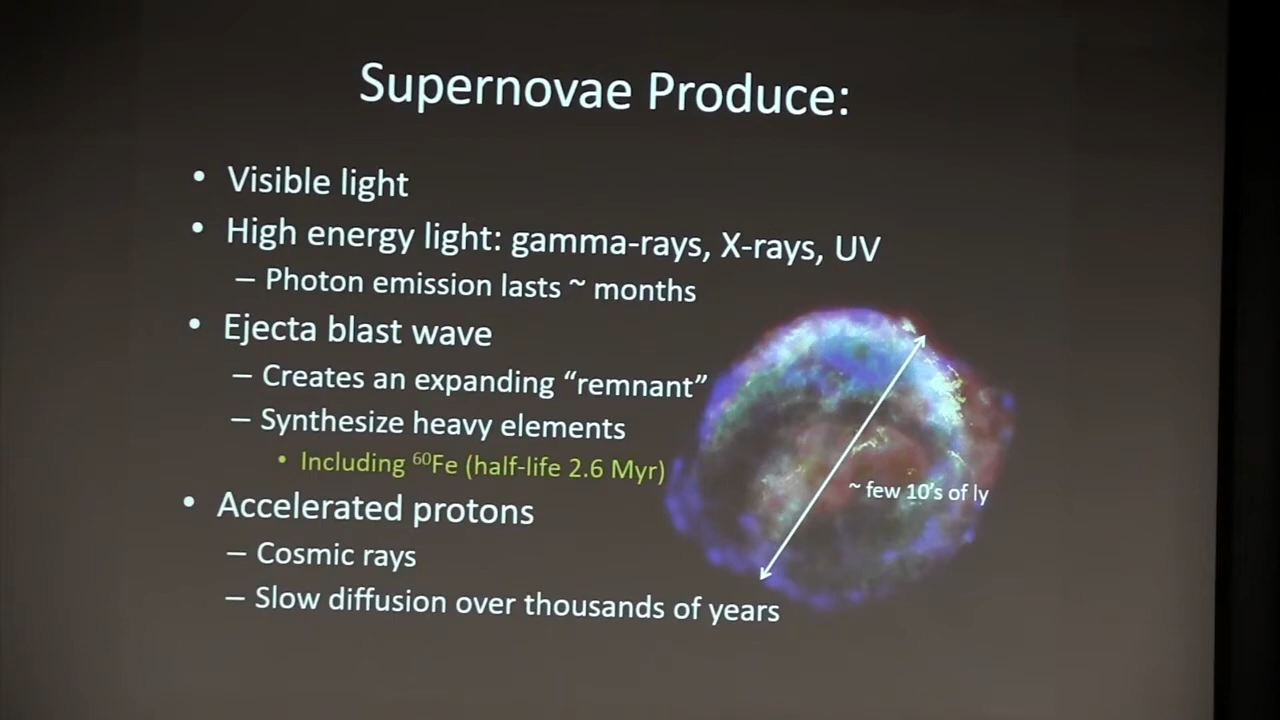 Supernovae Produce:
• Visible light
• High energy light: gamma-rays, X-rays, UV
– Photon emission lasts ~ months
• Ejecta blast wave
– Creates an expanding “remnant”
– Synthesize heavy elements
• Including ⁶⁰Fe (half-life 2.6 Myr)
~ few 10’s of ly
• Accelerated protons
– Cosmic rays
– Slow diffusion over thousands of years